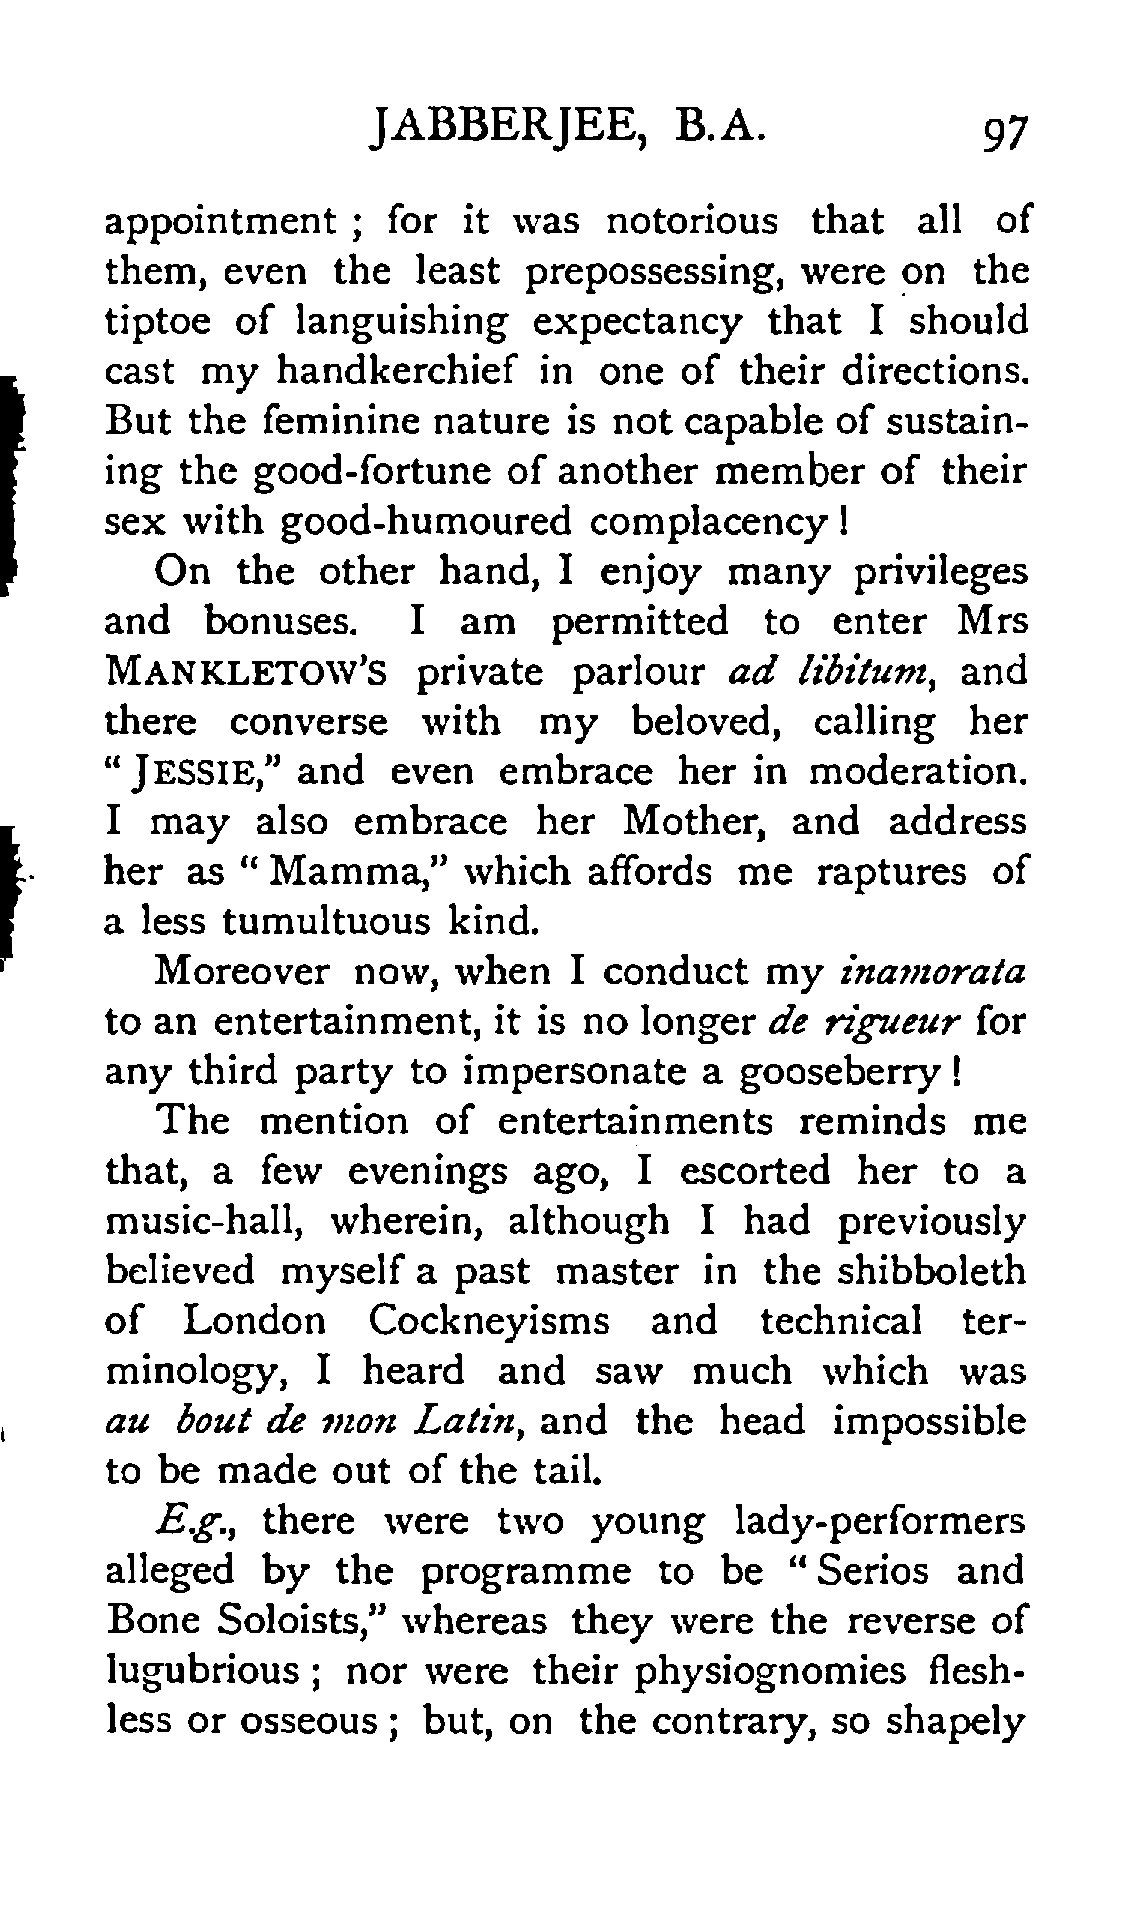 JABBERJEE, B.A. 97
appointment ; for it was notorious that all of
them, even the least prepossessing, were on the
tiptoe of languishing expectancy that I should
cast my handkerchief in one of their directions.
But the feminine nature is not capable of sustain-
ing the good-fortune of another member of their
sex with good-humoured complacency !
On the other hand, I enjoy many privileges
and bonuses. I am permitted to enter Mrs
MANKLETOW'S private parlour ad libitum, and
there converse with my beloved, calling her
“ JESSIE,” and even embrace her in moderation.
I may also embrace her Mother, and address
her as “ Mamma,” which affords me raptures of
a less tumultuous kind.
Moreover now, when I conduct my inamorata
to an entertainment, it is no longer de rigueur for
any third party to impersonate a gooseberry !
The mention of entertainments reminds me
that, a few evenings ago, I escorted her to a
music-hall, wherein, although I had previously
believed myself a past master in the shibboleth
of London Cockneyisms and technical ter-
minology, I heard and saw much which was
au bout de mon Latin, and the head impossible
to be made out of the tail.
E.g., there were two young lady-performers
alleged by the programme to be “ Serios and
Bone Soloists,” whereas they were the reverse of
lugubrious ; nor were their physiognomies flesh-
less or osseous ; but, on the contrary, so shapely